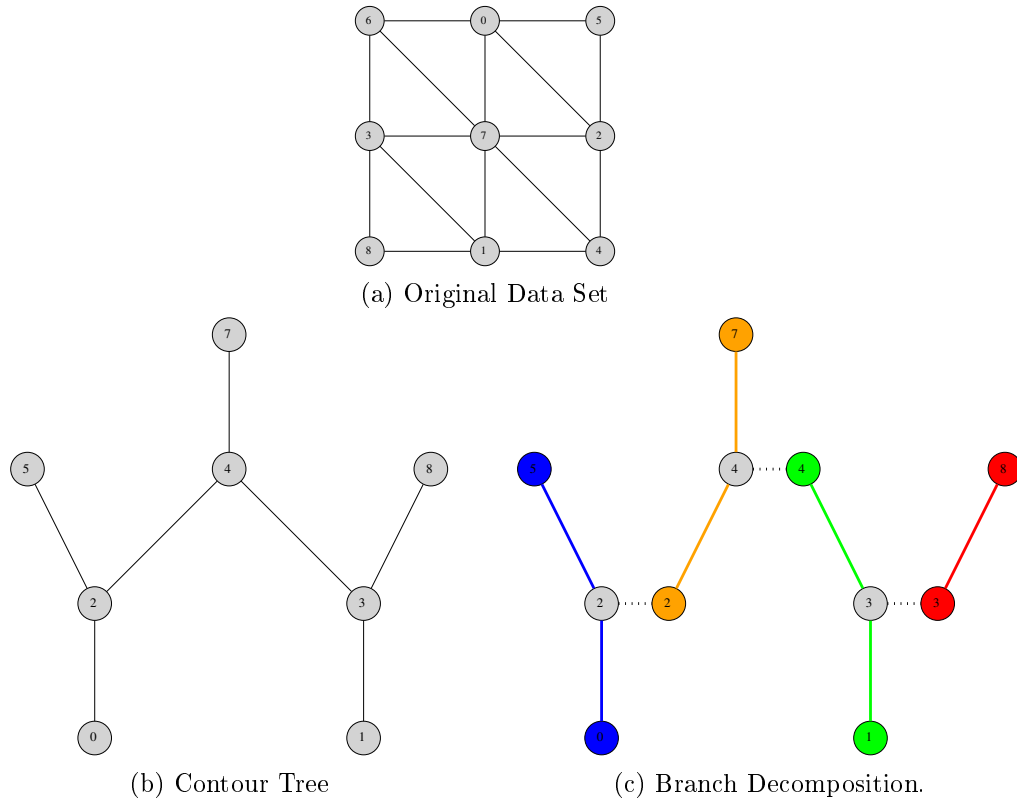 6 0 5
3 7 2
8 1 4
(a) Original Data Set
7 7
5 4 8 5 4 4 8
2 3 2 2 3 3
0 1 0 1
(b) Contour Tree (c) Branch Decomposition.